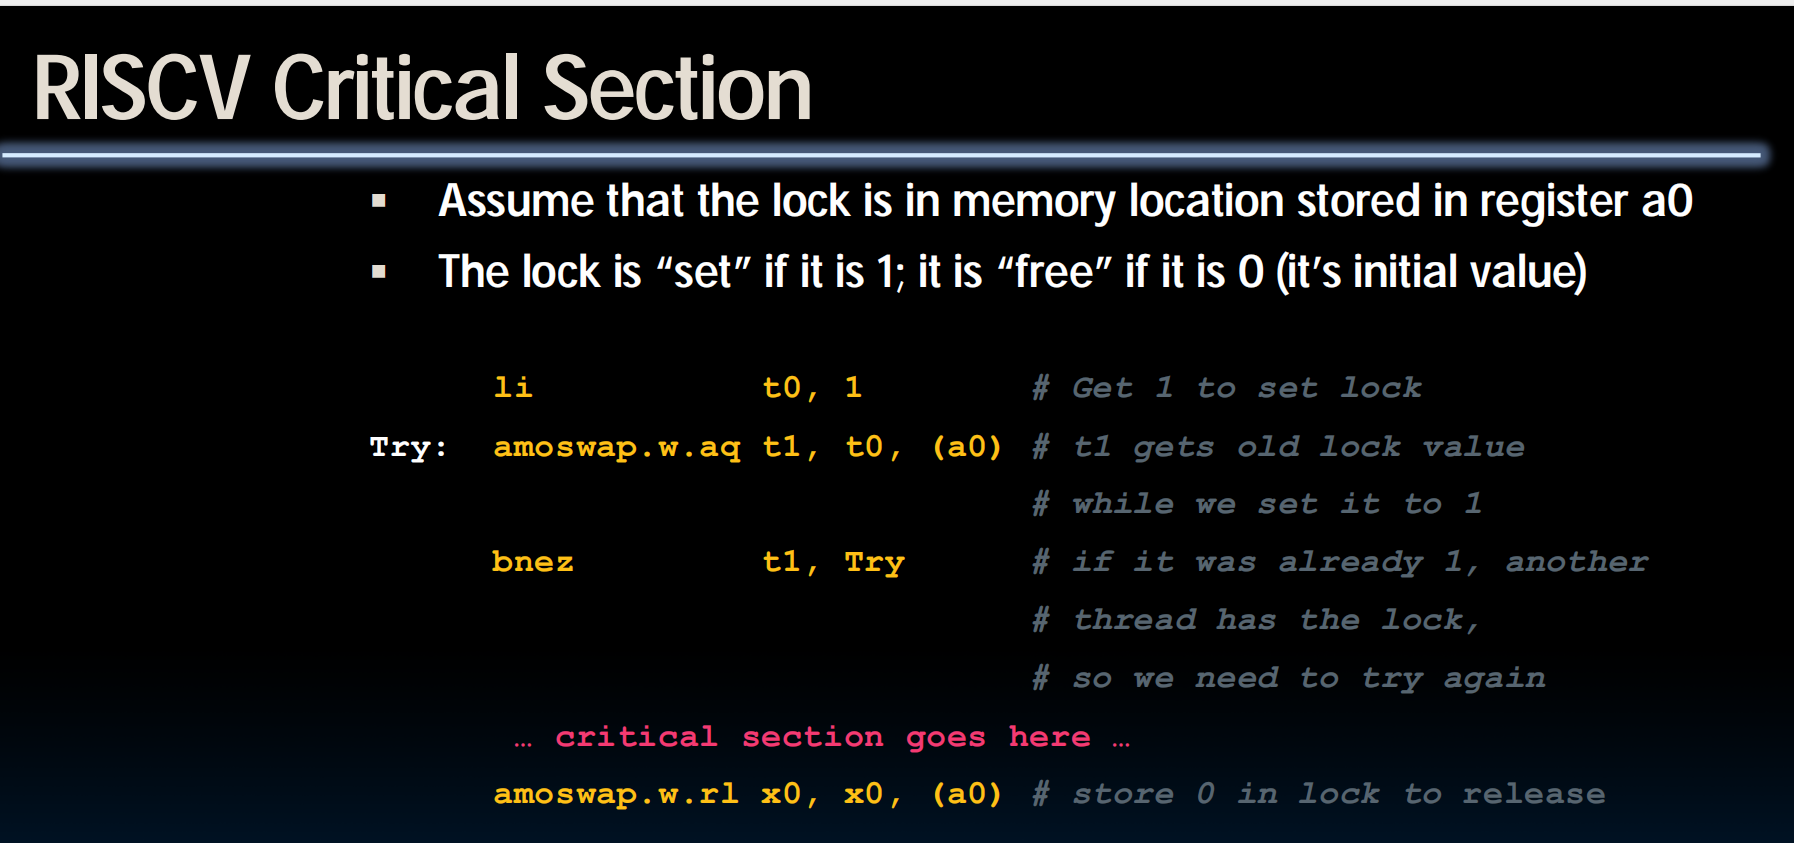 RISCV Critical Section
▪ Assume that the lock is in memory location stored in register a0
▪ The lock is “set” if it is 1; it is “free” if it is 0 (it’s initial value)
li t0, 1 # Get 1 to set lock
Try: amoswap.w.aq t1, t0, (a0) # t1 gets old lock value
# while we set it to 1
bnez t1, Try # if it was already 1, another
# thread has the lock,
# so we need to try again
… critical section goes here …
amoswap.w.rl x0, x0, (a0) # store 0 in lock to release